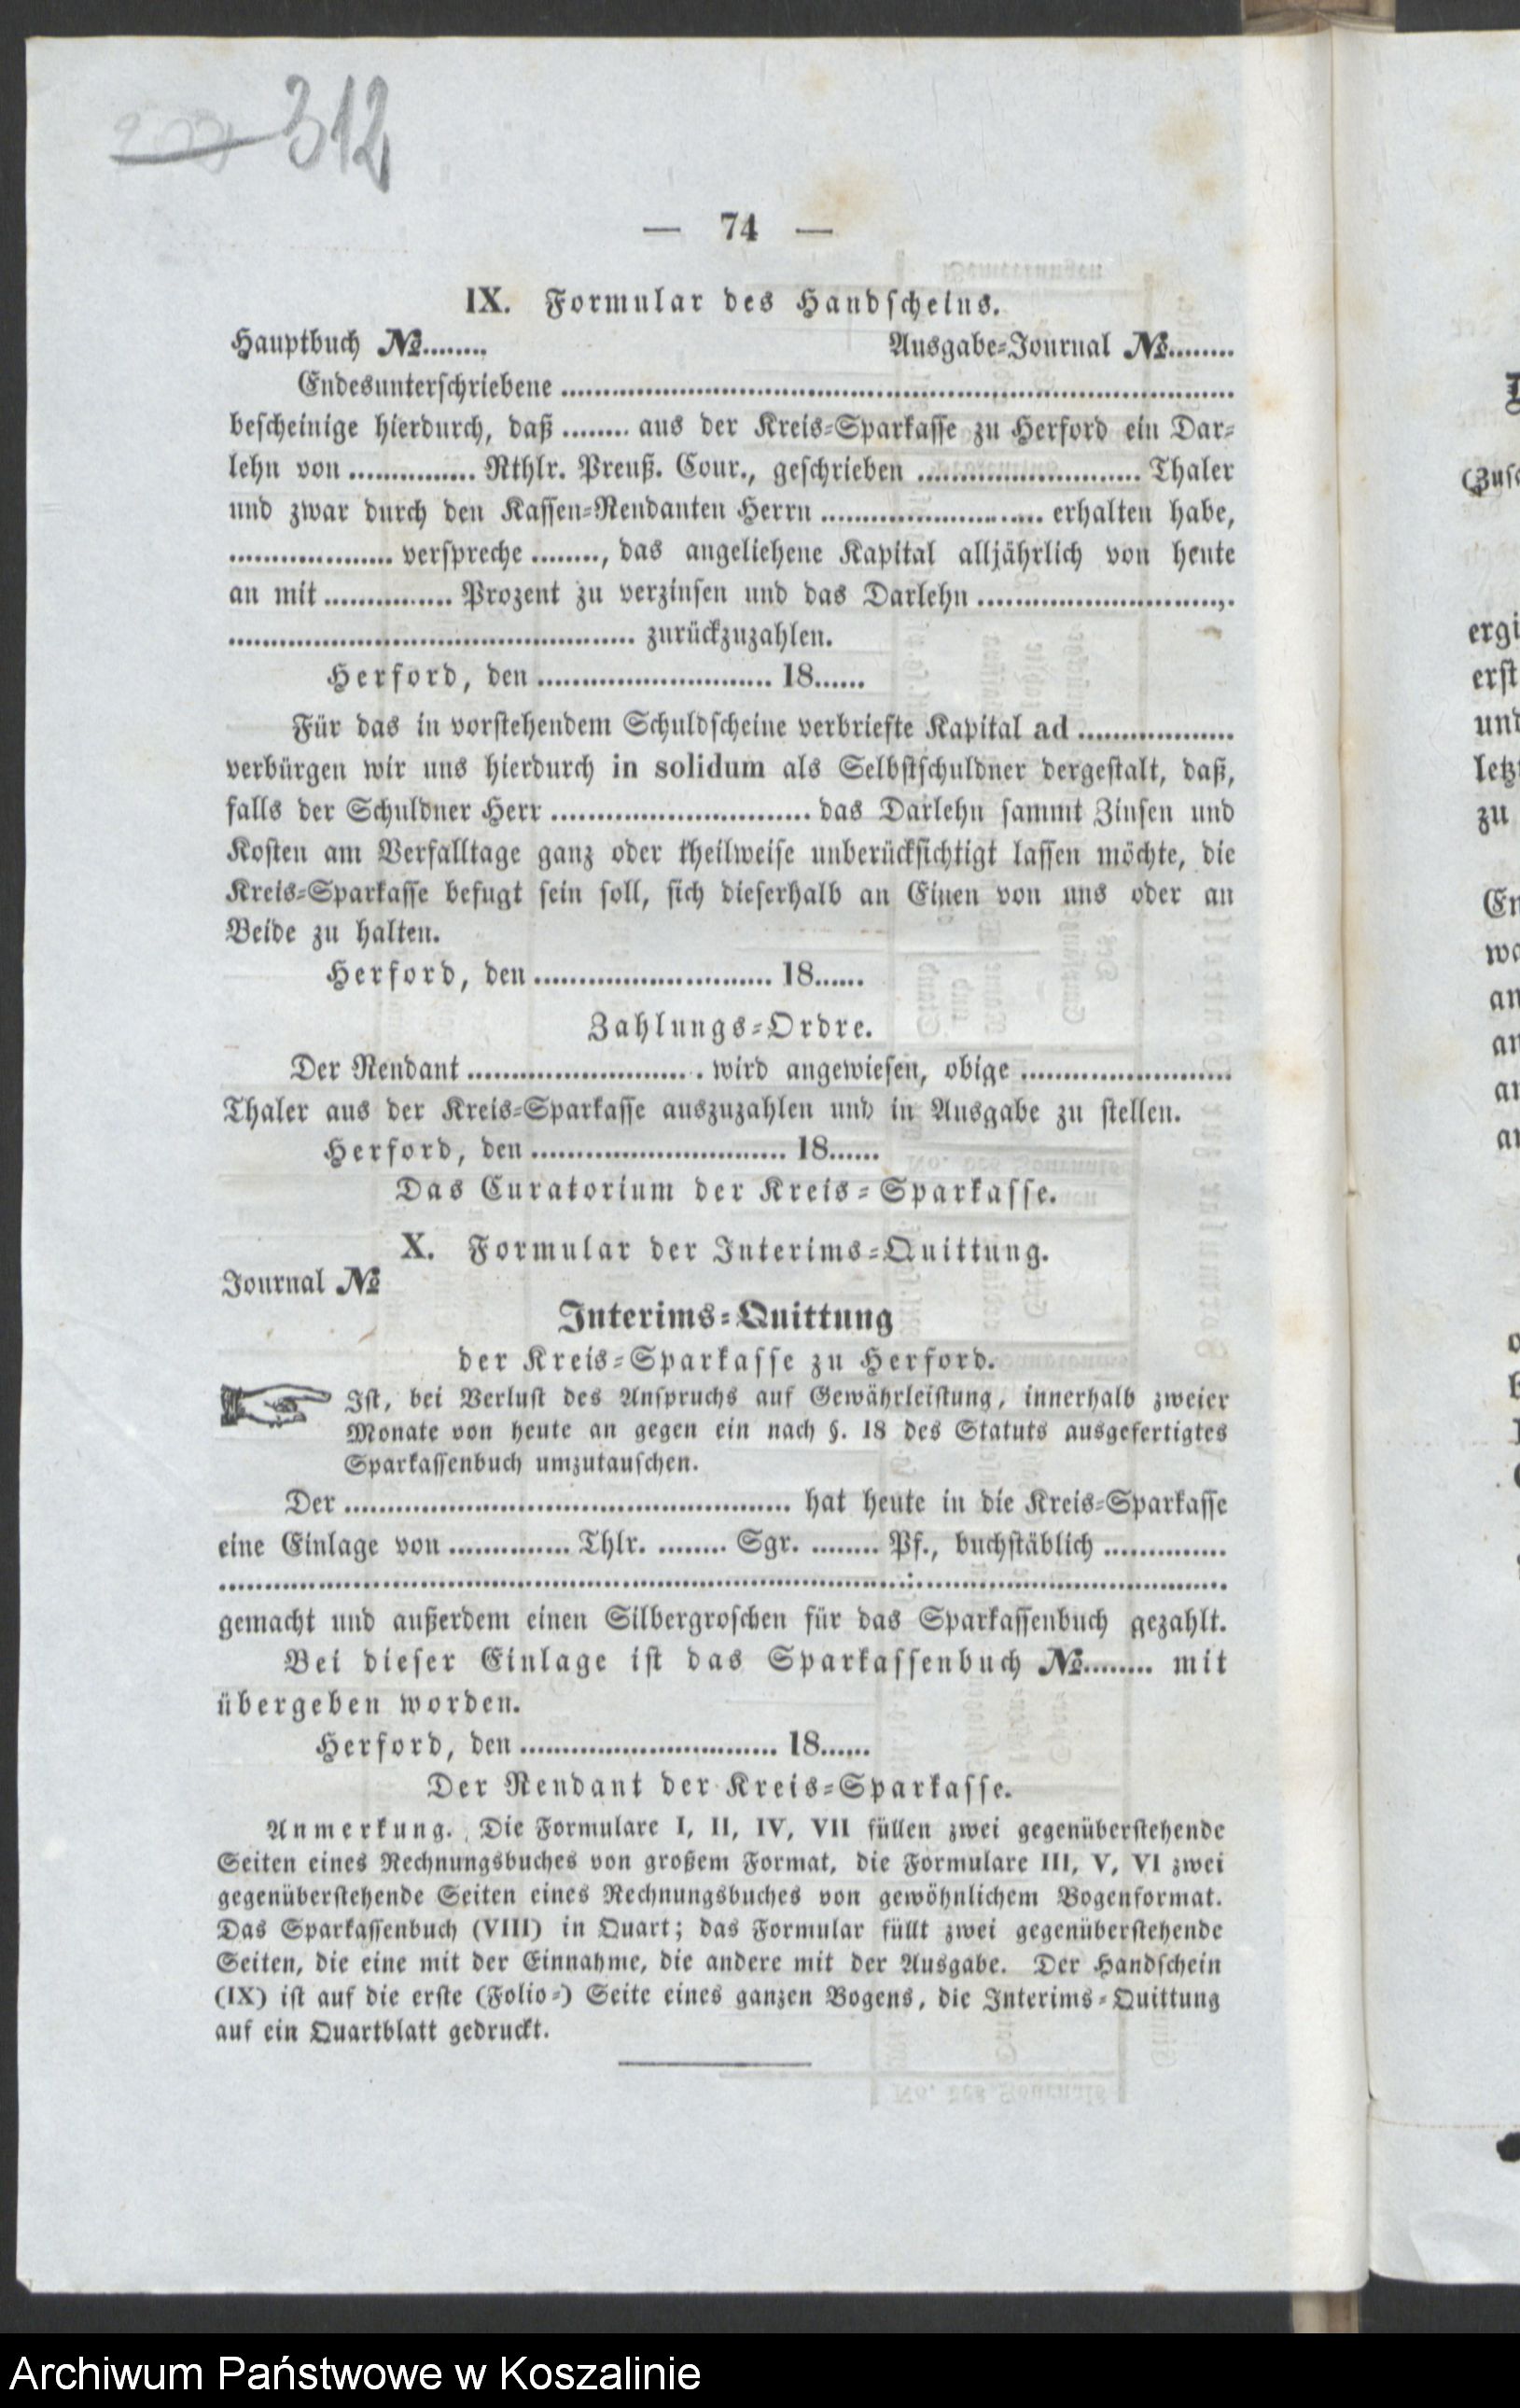 312
— 74 —
IX. Formular des Handscheins.
Hauptbuch №........ Ausgabe-Journal №........
Endesunterschriebene ................................................................................
bescheinige hierdurch, daß ........ aus der Kreis-Sparkasse zu Herford ein Dar-
lehn von ............... Rthlr. Preuß. Cour., geschrieben ........................... Thaler
und zwar durch den Kassen-Rendanten Herrn ........................... erhalten habe,
.................... verspreche ........, das angeliehene Kapital alljährlich von heute
an mit ............... Prozent zu verzinsen und das Darlehn .............................,.
................................................. zurückzuzahlen.
Herford, den ............................ 18......
Für das in vorstehendem Schuldscheine verbriefte Kapital ad ...................
verbürgen wir uns hierdurch in solidum als Selbstschuldner dergestalt, daß,
falls der Schuldner Herr .............................. das Darlehn sammt Zinsen und
Kosten am Verfalltage ganz oder theilweise unberücksichtigt lassen möchte, die
Kreis-Sparkasse befugt sein soll, sich dieserhalb an Einen von uns oder an
Beide zu halten.
Herford, den ............................ 18......
Zahlungs-Ordre.
Der Rendant ............................ wird angewiesen, obige .........................
Thaler aus der Kreis-Sparkasse auszuzahlen und in Ausgabe zu stellen.
Herford, den .............................. 18......
Das Curatorium der Kreis-Sparkasse.
X. Formular der Interims-Quittung.
Journal №
Interims-Quittung
der Kreis-Sparkasse zu Herford.
Ist, bei Verlust des Anspruchs auf Gewährleistung, innerhalb zweier
Monate von heute an gegen ein nach §. 18 des Statuts ausgefertigtes
Sparkassenbuch umzutauschen.
Der ..................................................... hat heute in die Kreis-Sparkasse
eine Einlage von .............. Thlr. ........ Sgr. ........ Pf., buchstäblich ...............
........................................................................................................................
gemacht und außerdem einen Silbergroschen für das Sparkassenbuch gezahlt.
Bei dieser Einlage ist das Sparkassenbuch №........ mit
übergeben worden.
Herford, den .............................. 18......
Der Rendant der Kreis-Sparkasse.
Anmerkung. Die Formulare I, II, IV, VII füllen zwei gegenüberstehende
Seiten eines Rechnungsbuches von großem Format, die Formulare III, V, VI zwei
gegenüberstehende Seiten eines Rechnungsbuches von gewöhnlichem Bogenformat.
Das Sparkassenbuch (VIII) in Quart; das Formular füllt zwei gegenüberstehende
Seiten, die eine mit der Einnahme, die andere mit der Ausgabe. Der Handschein
(IX) ist auf die erste (Folio-) Seite eines ganzen Bogens, die Interims-Quittung
auf ein Quartblatt gedruckt.
Archiwum Państwowe w Koszalinie